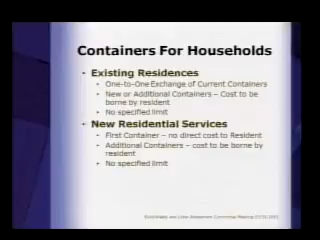 Containers For Households
• Existing Residences
• One-to-One Exchange of Current Containers
• New or Additional Containers – Cost to be
borne by resident
• No specified limit
• New Residential Services
• First Container – no direct cost to Resident
• Additional Containers – cost to be borne by
resident
• No specified limit